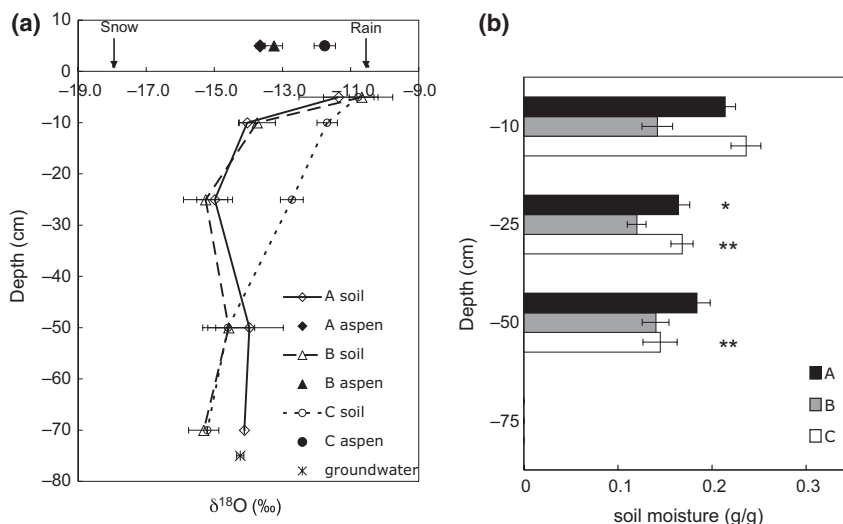 (a)
Snow
Rain
10
5
0
−19.0 −17.0 −15.0 −13.0 −11.0 −9.0
−10
−20
−30
−40
−50
−60
−70
−80
Depth (cm)
A soil
A aspen
B soil
B aspen
C soil
C aspen
groundwater
δ18O (‰)
(b)
−10
−25
−50
−75
Depth (cm)
*
**
**
A
B
C
0 0.1 0.2 0.3
soil moisture (g/g)